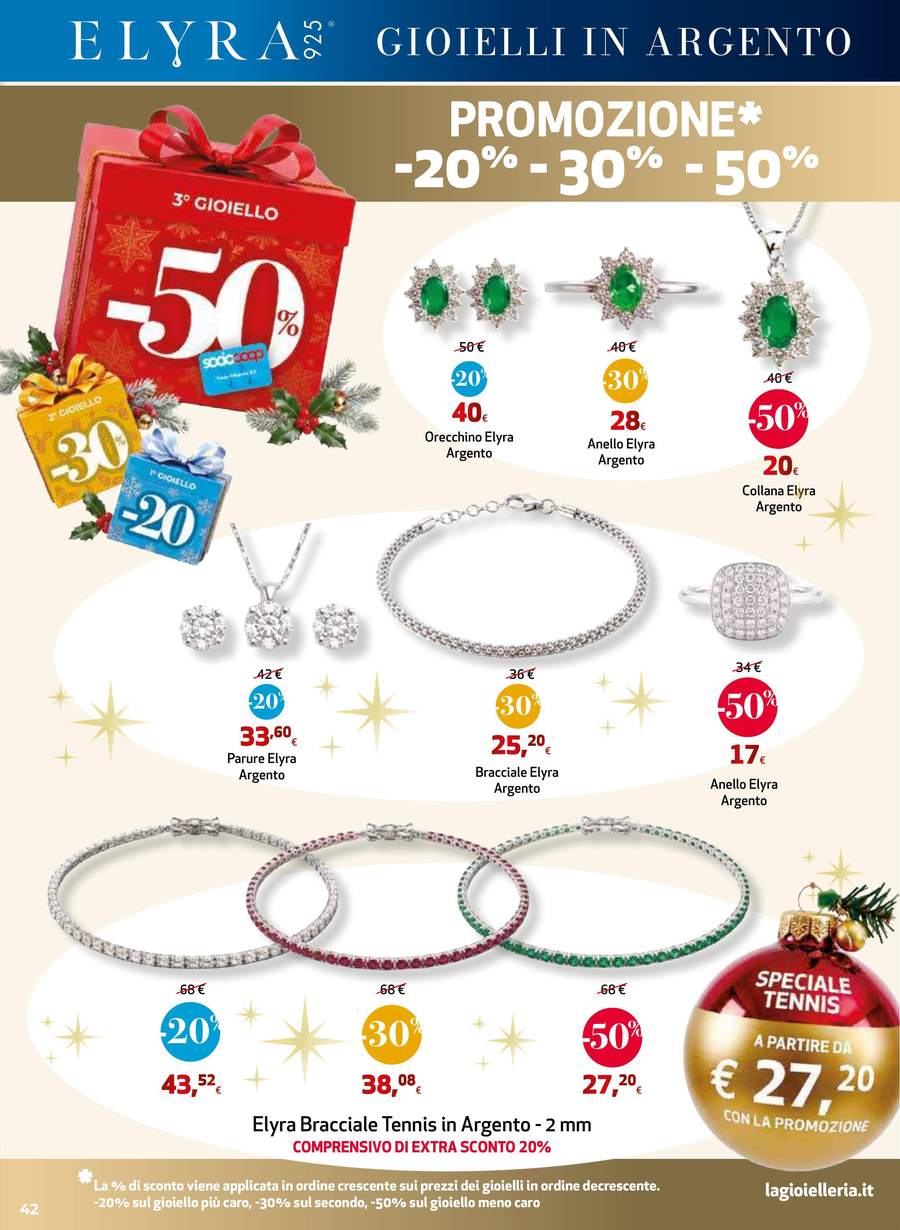 ELYRA 925® GIOIELLI IN ARGENTO
PROMOZIONE*
-20% - 30% - 50%
3° GIOIELLO
-50%
sociocoop
2° GIOIELLO
-30%
1° GIOIELLO
-20
50 €
-20%
40€
Orecchino Elyra
Argento
40 €
-30%
28€
Anello Elyra
Argento
40 €
-50%
20€
Collana Elyra
Argento
42 €
-20%
33,60€
Parure Elyra
Argento
36 €
-30%
25,20€
Bracciale Elyra
Argento
34 €
-50%
17€
Anello Elyra
Argento
68 €
-20%
43,52€
68 €
-30%
38,08€
68 €
-50%
27,20€
Elyra Bracciale Tennis in Argento - 2 mm
COMPRENSIVO DI EXTRA SCONTO 20%
SPECIALE
TENNIS
A PARTIRE DA
€ 27,20
CON LA PROMOZIONE
*La % di sconto viene applicata in ordine crescente sui prezzi dei gioielli in ordine decrescente.
-20% sul gioiello più caro, -30% sul secondo, -50% sul gioiello meno caro
lagioielleria.it
42